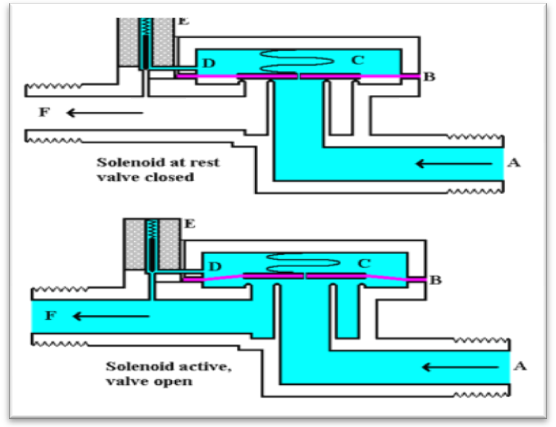 E
D
C
B
F
Solenoid at rest
valve closed
A
E
D
C
B
F
Solenoid active,
valve open
A